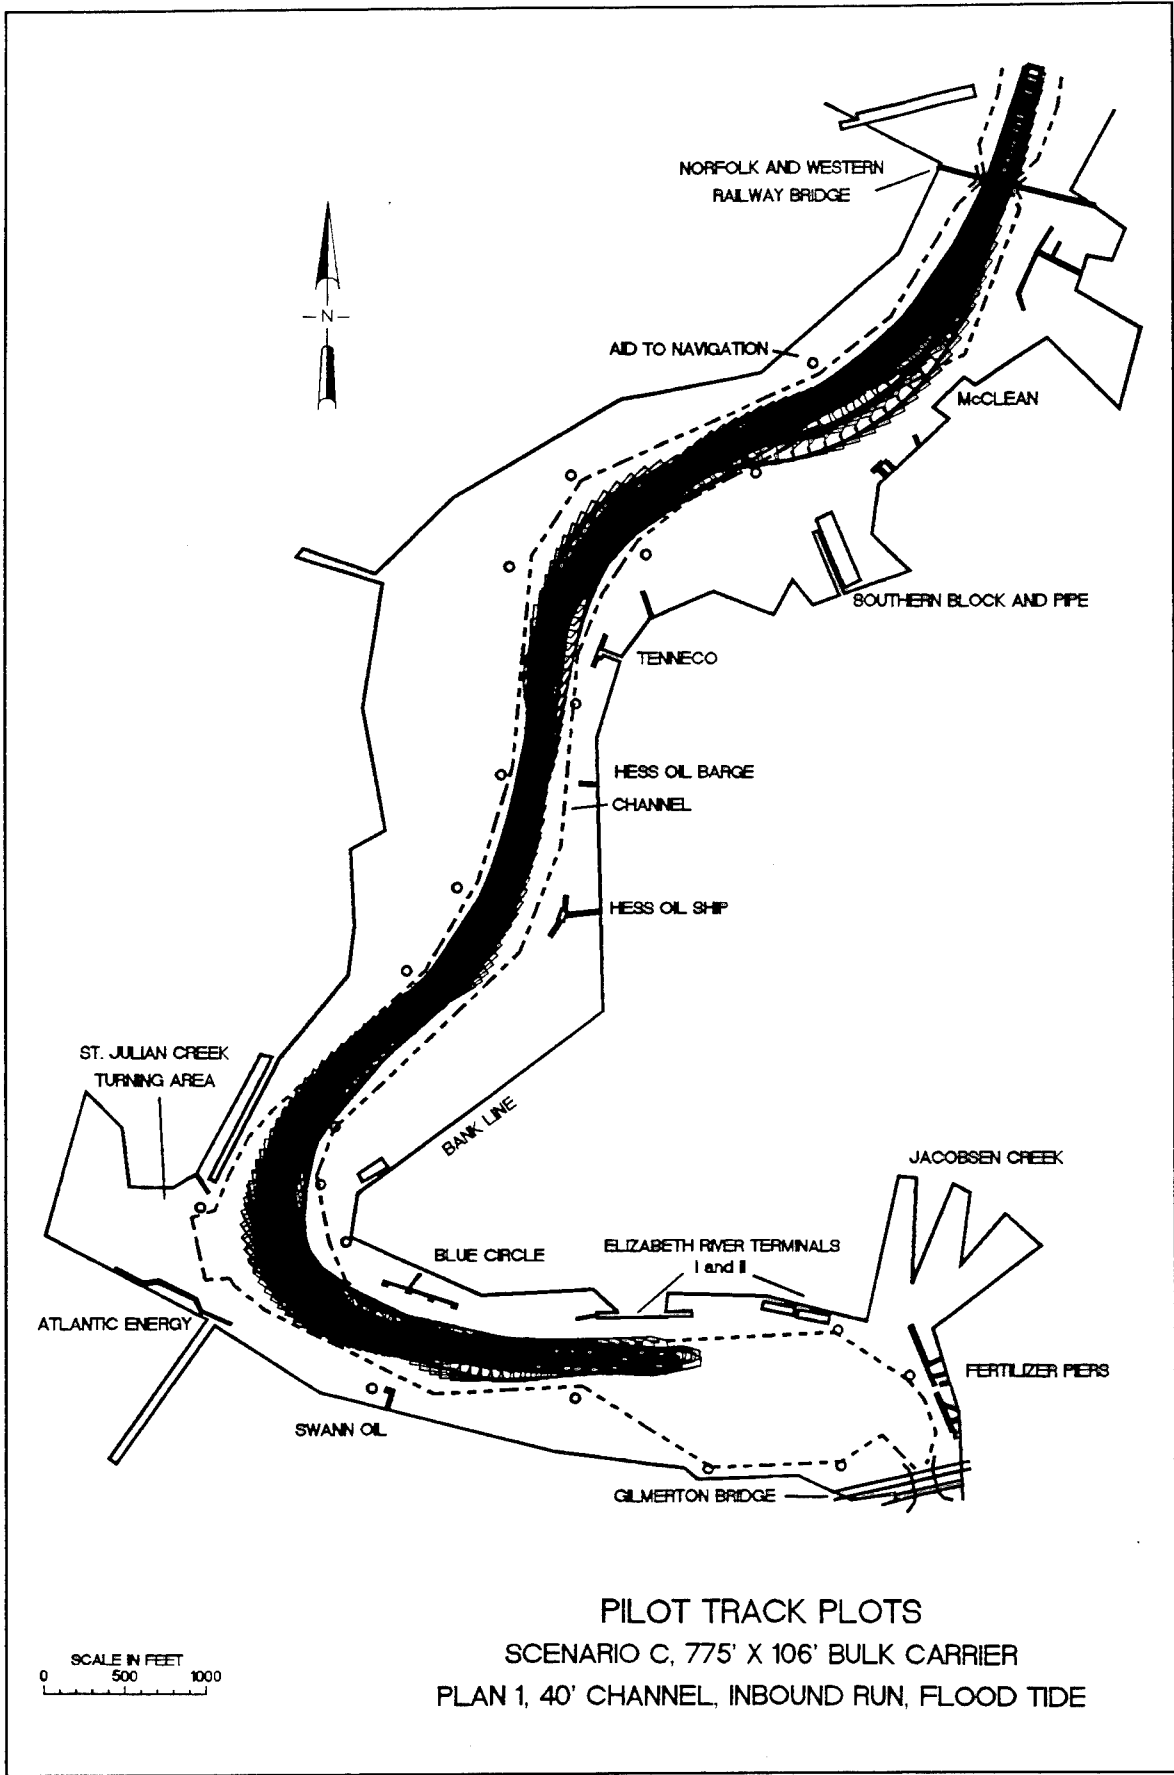 NORFOLK AND WESTERN
RAILWAY BRIDGE
N
AID TO NAVIGATION
McCLEAN
SOUTHERN BLOCK AND PIPE
TENNECO
HESS OIL BARGE
CHANNEL
HESS OIL SHIP
ST. JULIAN CREEK
TURNING AREA
BANK LINE
JACOBSEN CREEK
BLUE CIRCLE
ELIZABETH RIVER TERMINALS
I and II
ATLANTIC ENERGY
FERTILIZER PIERS
SWANN OIL
GILMERTON BRIDGE
PILOT TRACK PLOTS
SCENARIO C, 775' X 106' BULK CARRIER
PLAN 1, 40' CHANNEL, INBOUND RUN, FLOOD TIDE
SCALE IN FEET
0 500 1000